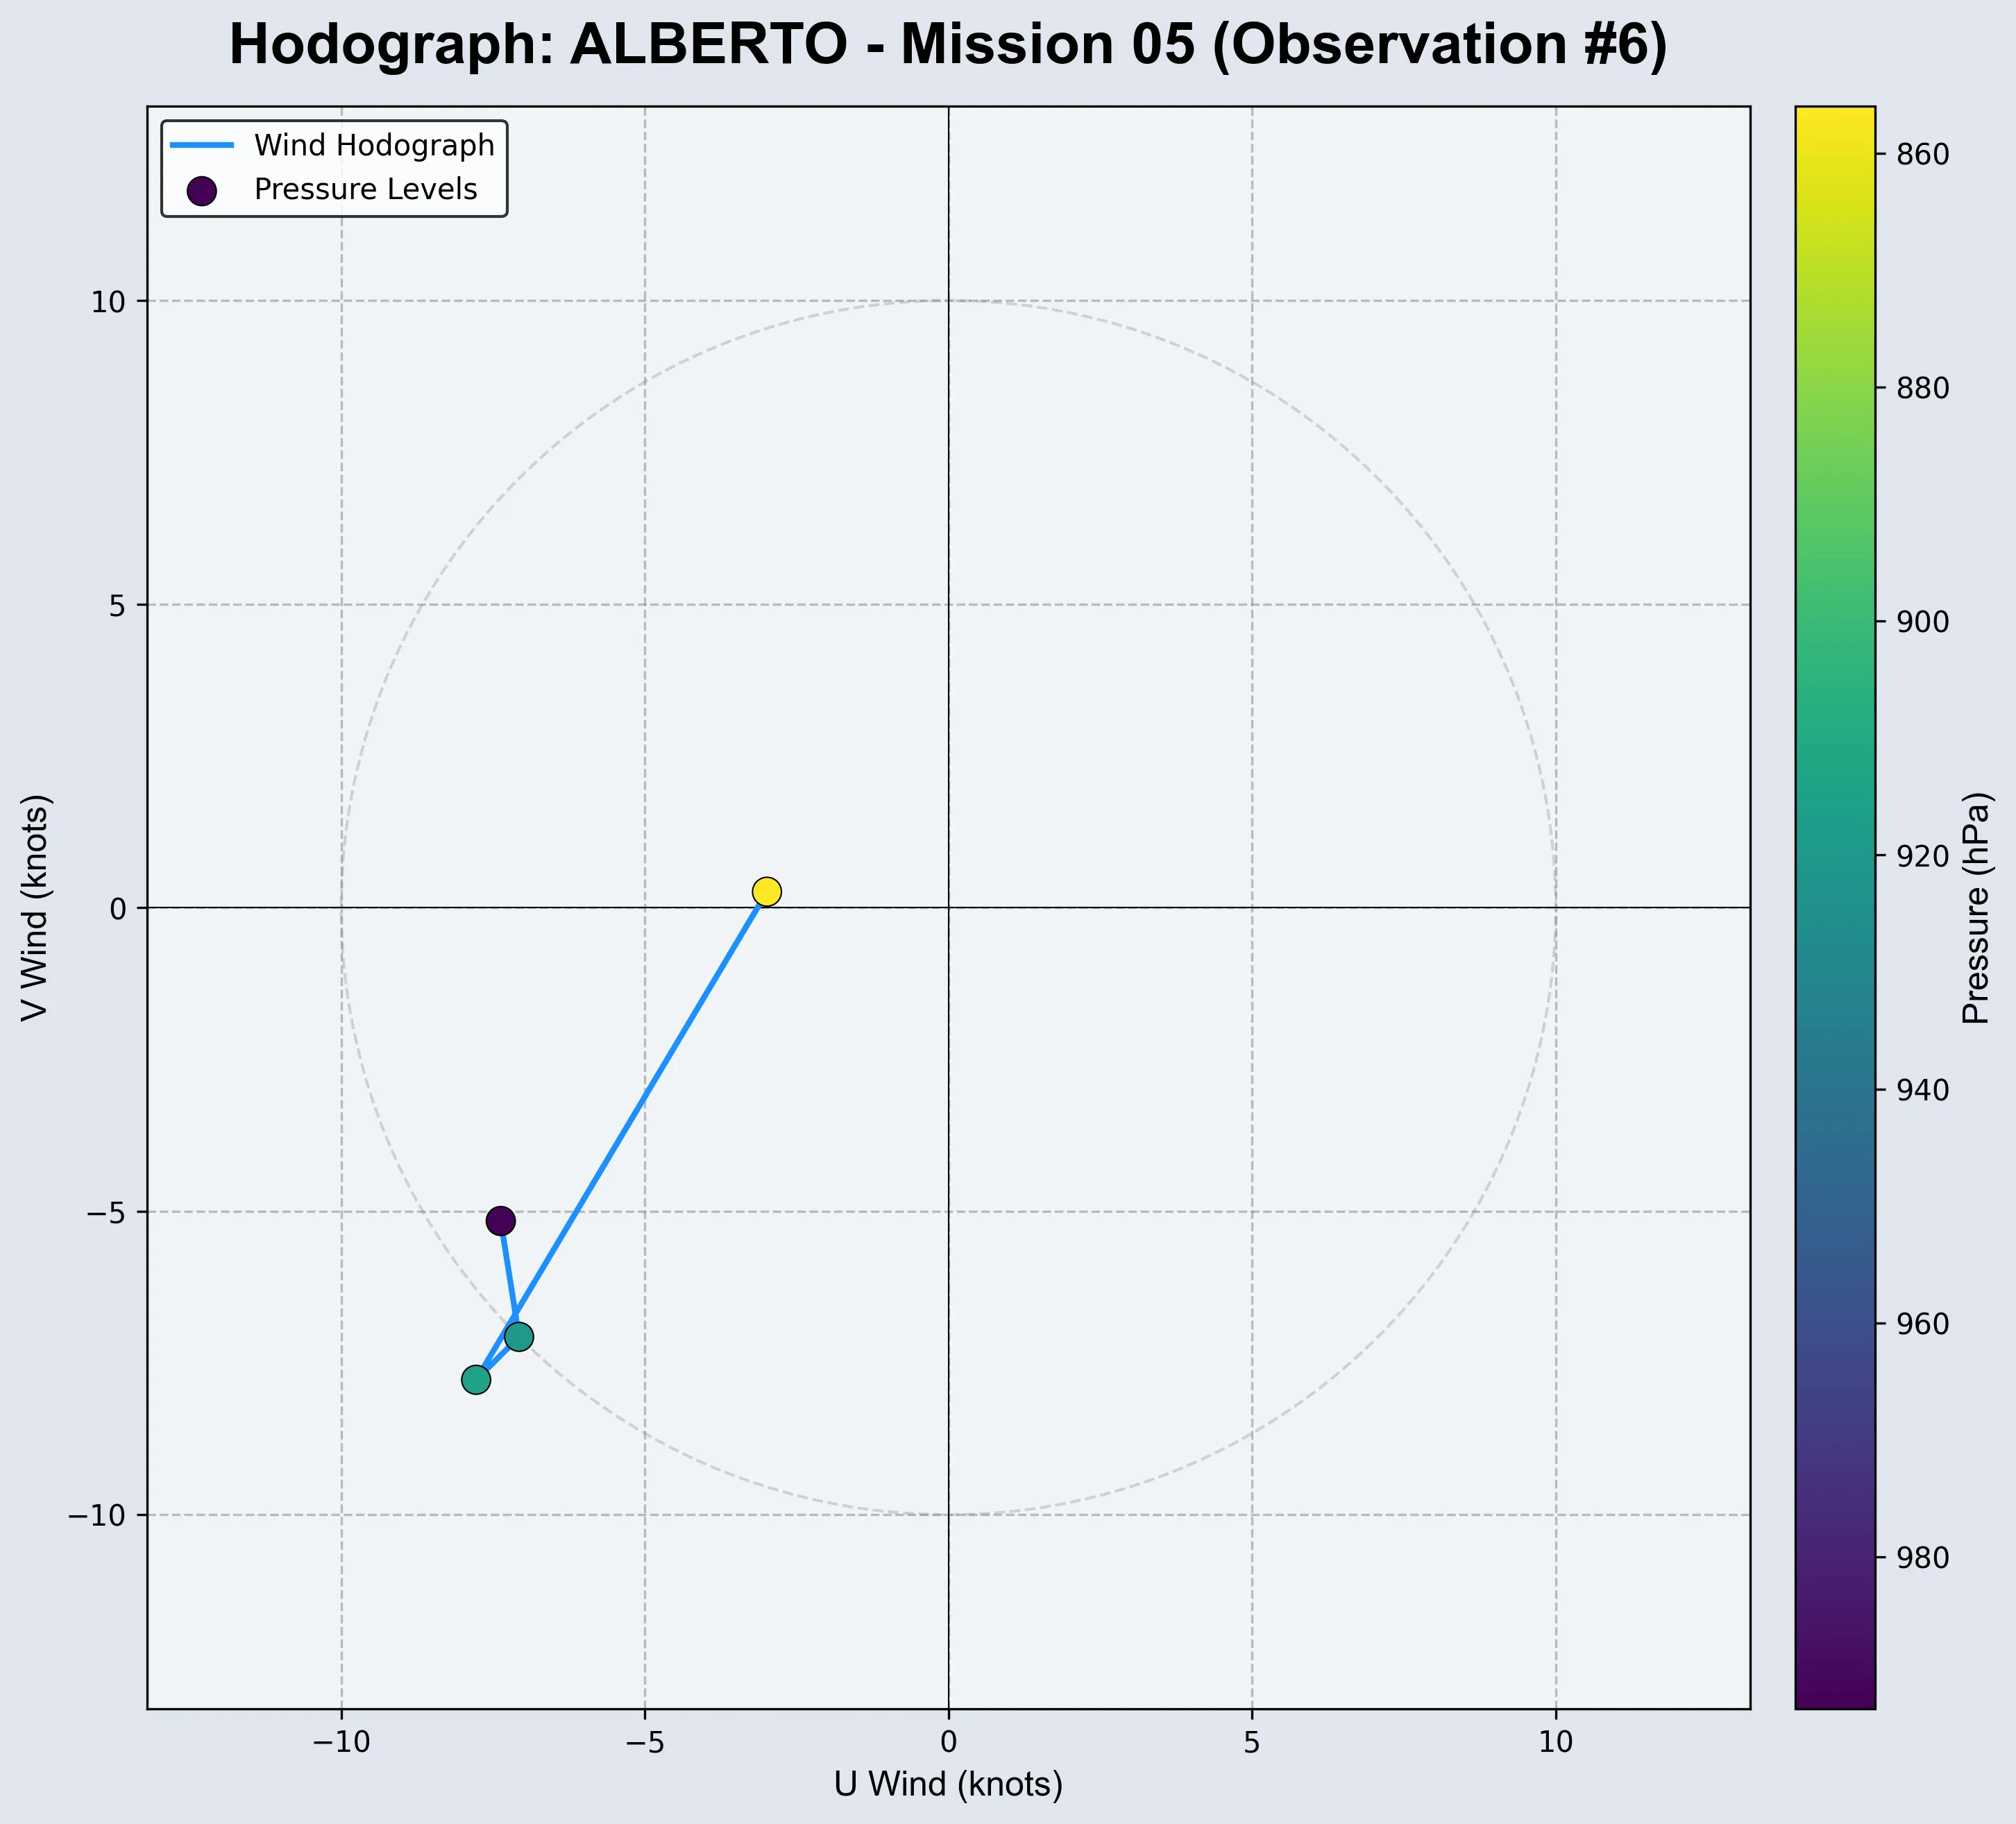 Hodograph: ALBERTO - Mission 05 (Observation #6)
Wind Hodograph
Pressure Levels
10
5
0
−5
−10
V Wind (knots)
−10
−5
0
5
10
U Wind (knots)
860
880
900
920
940
960
980
Pressure (hPa)